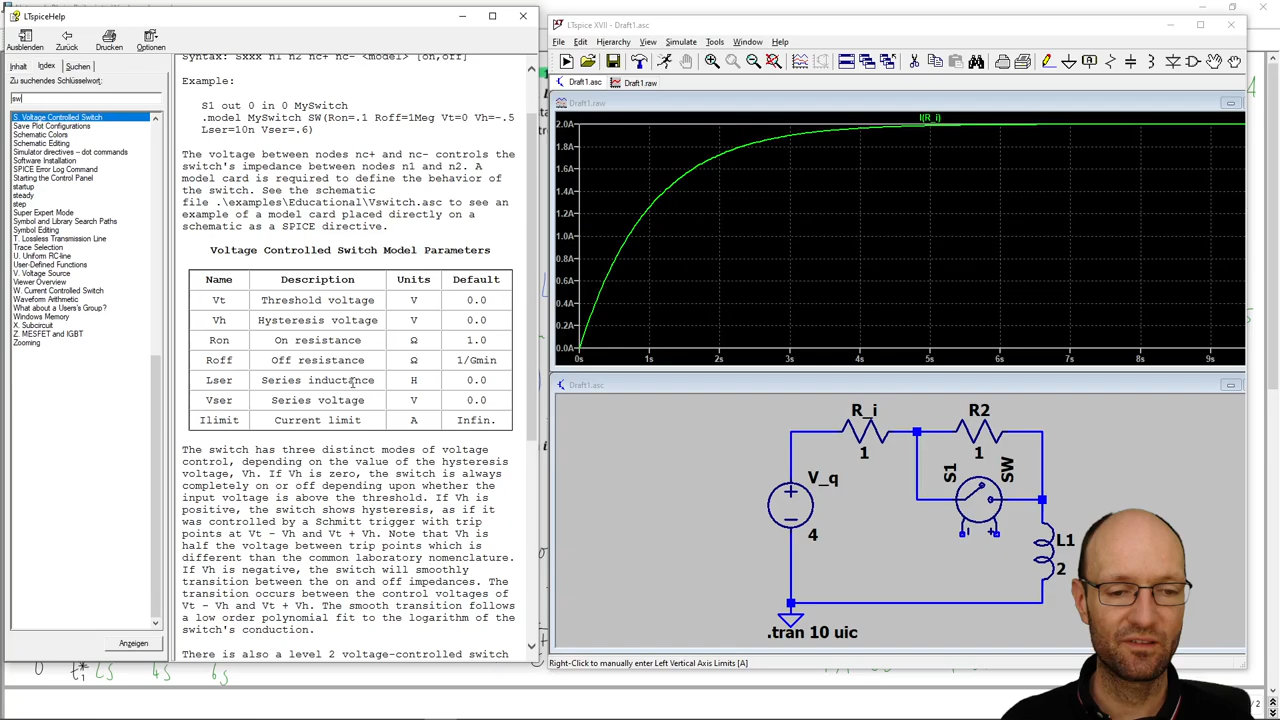 LTspiceHelp
Ausblenden
Zurück
Drucken
Optionen
Inhalt
Index
Suchen
Zu suchendes Schlüsselwort:
sw
S. Voltage Controlled Switch
Save Plot Configurations
Schematic Colors
Schematic Editing
Simulator directives – dot commands
Software Installation
SPICE Error Log Command
Starting the Control Panel
startup
steady
step
Super Expert Mode
Symbol and Library Search Paths
Symbol Editing
T. Lossless Transmission Line
Trace Selection
U. Uniform RC-line
User-Defined Functions
V. Voltage Source
Viewer Overview
W. Current Controlled Switch
Waveform Arithmetic
What about a Users's Group?
Windows Memory
X. Subcircuit
Z. MESFET and IGBT
Zooming
Anzeigen
Syntax: Sxxx n1 n2 nc+ nc- <model> [on,off]
Example:
S1 out 0 in 0 MySwitch
.model MySwitch SW(Ron=.1 Roff=1Meg Vt=0 Vh=-.5
Lser=10n Vser=.6)
The voltage between nodes nc+ and nc- controls the
switch's impedance between nodes n1 and n2. A
model card is required to define the behavior of
the switch. See the schematic
file .\examples\Educational\Vswitch.asc to see an
example of a model card placed directly on a
schematic as a SPICE directive.
Voltage Controlled Switch Model Parameters
Name Description Units Default
Vt Threshold voltage V 0.0
Vh Hysteresis voltage V 0.0
Ron On resistance Ω 1.0
Roff Off resistance Ω 1/Gmin
Lser Series inductance H 0.0
Vser Series voltage V 0.0
Ilimit Current limit A Infin.
The switch has three distinct modes of voltage
control, depending on the value of the hysteresis
voltage, Vh. If Vh is zero, the switch is always
completely on or off depending upon whether the
input voltage is above the threshold. If Vh is
positive, the switch shows hysteresis, as if it
was controlled by a Schmitt trigger with trip
points at Vt - Vh and Vt + Vh. Note that Vh is
half the voltage between trip points which is
different than the common laboratory nomenclature.
If Vh is negative, the switch will smoothly
transition between the on and off impedances. The
transition occurs between the control voltages of
Vt - Vh and Vt + Vh. The smooth transition follows
a low order polynomial fit to the logarithm of the
switch's conduction.
There is also a level 2 voltage-controlled switch
LTspice XVII - Draft1.asc
File Edit Hierarchy View Simulate Tools Window Help
Draft1.asc
Draft1.raw
Draft1.raw
I(R_i)
2.0A
1.8A
1.6A
1.4A
1.2A
1.0A
0.8A
0.6A
0.4A
0.2A
0.0A
0s 1s 2s 3s 4s 5s 6s 7s 8s 9s
Draft1.asc
R_i
1
R2
1
S1
SW
V_q
4
L1
2
.tran 10 uic
Right-Click to manually enter Left Vertical Axis Limits [A]
0 4s 6s
/ 2